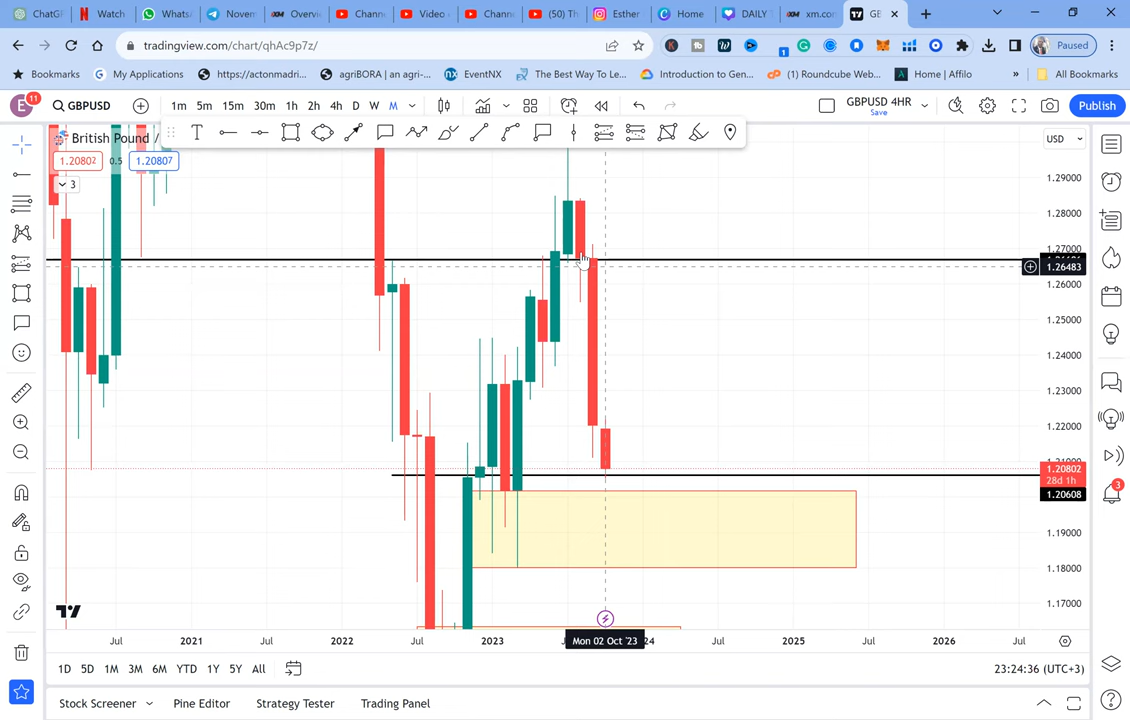 ChatGP
Watch
Whats
Novem
Overvi
Chann
Video
Chann
(50) Th
Esther
Home
DAILY
xm.co
GE
tradingview.com/chart/qhAc9p7z/
Paused
Bookmarks
My Applications
https://actonmadri...
agriBORA (an agri-...
EventNX
The Best Way To Le...
Introduction to Gen...
(1) Roundcube Web...
Home | Affilo
»
All Bookmarks
E 11
GBPUSD
1m 5m 15m 30m 1h 2h 4h D W M
GBPUSD 4HR
Save
Publish
British Pound /
USD
1.20802 0.5 1.20807
3
1.29000
1.28000
1.27000
1.26483
1.26000
1.25000
1.24000
1.23000
1.22000
1.20802
28d 1h
1.20608
1.19000
1.18000
1.17000
3
Jul 2021 Jul 2022 Jul 2023 Mon 02 Oct '23 24 Jul 2025 Jul 2026 Jul
1D 5D 1M 3M 6M YTD 1Y 5Y All
23:24:36 (UTC+3)
Stock Screener
Pine Editor
Strategy Tester
Trading Panel